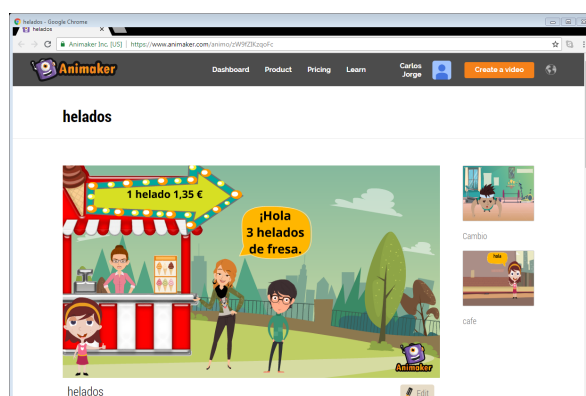 helados - Google Chrome
helados
Animaker Inc. [US] | https://www.animaker.com/animo/zW9fZIKzqoFc
Animaker
Dashboard
Product
Pricing
Learn
Carlos
Jorge
Create a video
helados
1 helado 1,35 €
¡Hola
3 helados
de fresa.
Animaker
Cambio
hola
cafe
helados
Edit